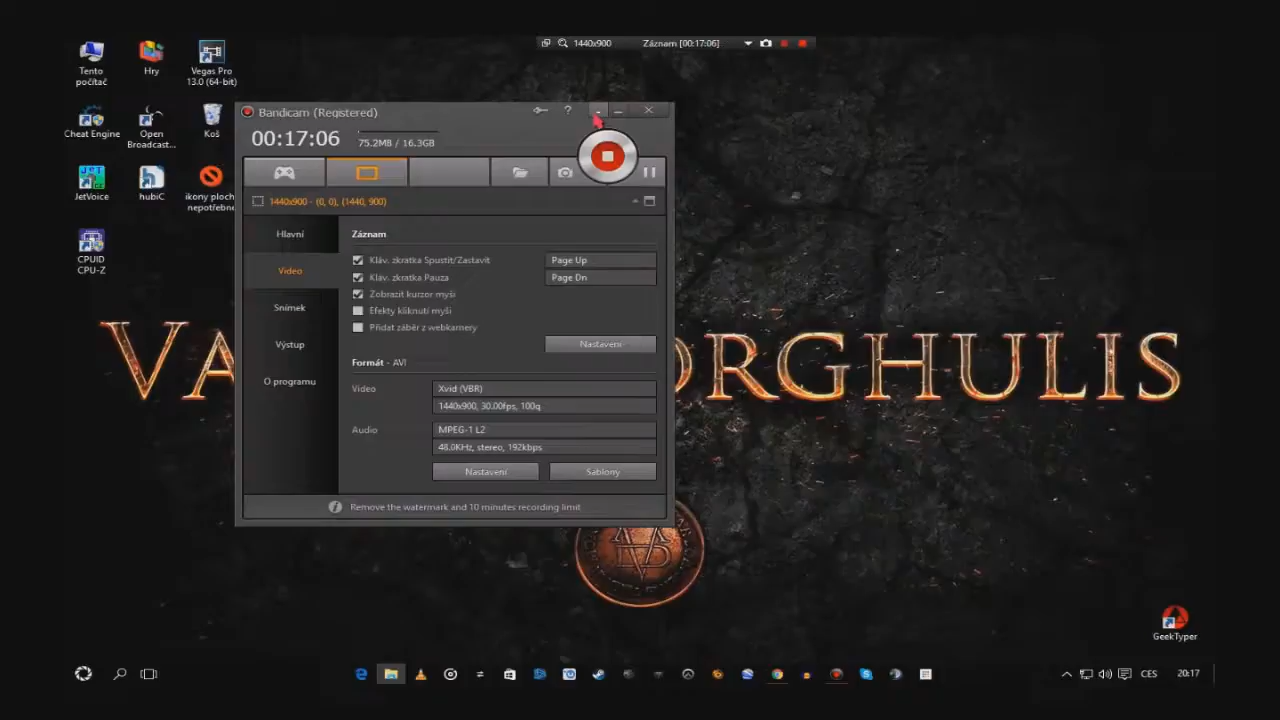 1440x900 Záznam [00:17:06]
Tento počítač
Hry
Vegas Pro 13.0 (64-bit)
Cheat Engine
Open Broadcast...
Koš
JetVoice
hubiC
ikony ploch nepotřebné
CPUID CPU-Z
Bandicam (Registered)
00:17:06
75.2MB / 16.3GB
1440x900 - (0, 0), (1440, 900)
Hlavní
Video
Snímek
Výstup
O programu
Záznam
Kláv. zkratka Spustit/Zastavit Page Up
Kláv. zkratka Pauza Page Dn
Zobrazit kurzor myši
Efekty kliknutí myši
Přidat záběr z webkamery
Nastavení
Formát - AVI
Video Xvid (VBR)
1440x900, 30.00fps, 100q
Audio MPEG-1 L2
48.0KHz, stereo, 192kbps
Nastavení Šablony
Remove the watermark and 10 minutes recording limit
VA ORGHULIS
GeekTyper
CES 20:17